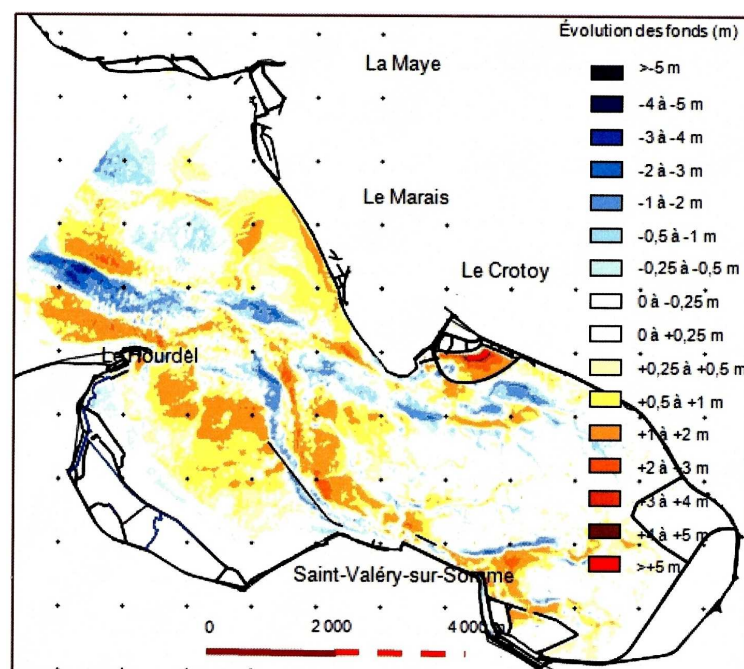 Évolution des fonds (m)
La Maye
>-5 m
-4 à -5 m
-3 à -4 m
-2 à -3 m
-1 à -2 m
-0,5 à -1 m
-0,25 à -0,5 m
0 à -0,25 m
0 à +0,25 m
+0,25 à +0,5 m
+0,5 à +1 m
+1 à +2 m
+2 à +3 m
+3 à +4 m
+4 à +5 m
>+5 m
Le Marais
Le Crotoy
Le Hourdel
Saint-Valéry-sur-Somme
0 2 000 4 000 m